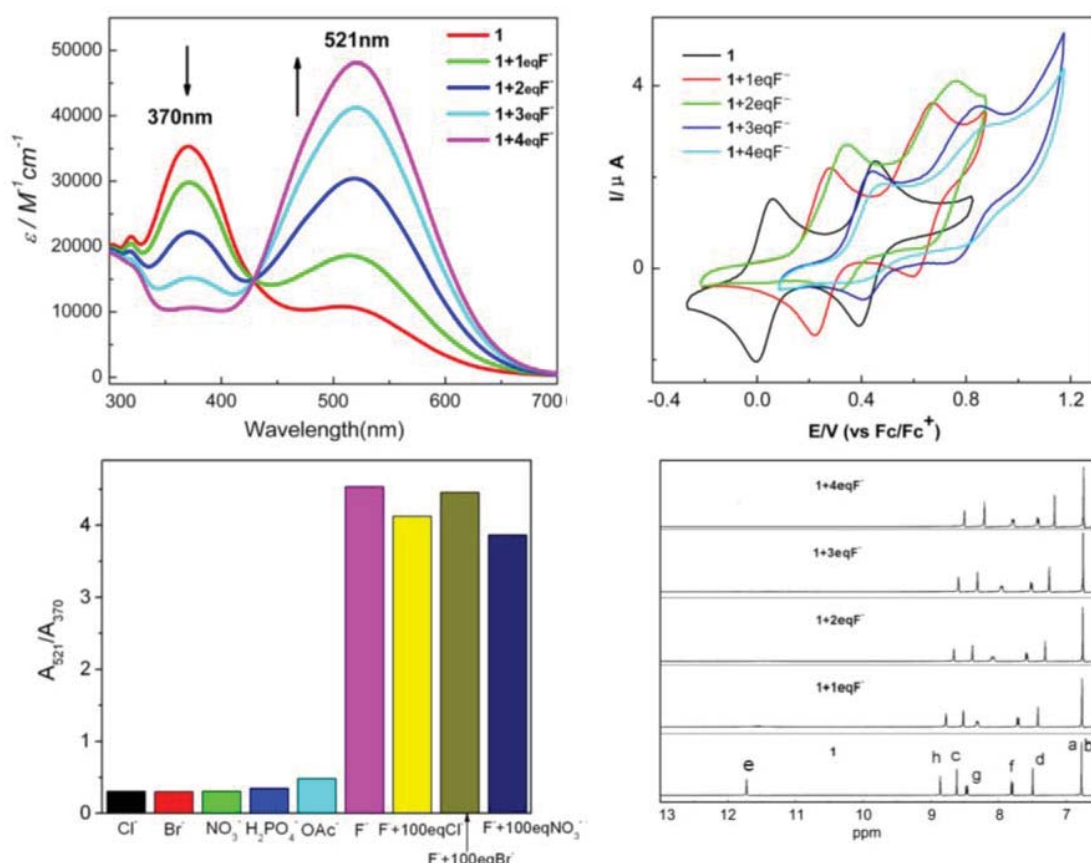 50000
40000
30000
20000
10000
0
ε / M⁻¹cm⁻¹
370nm
521nm
1
1+1eqF⁻
1+2eqF⁻
1+3eqF⁻
1+4eqF⁻
300 400 500 600 700
Wavelength(nm)
4
0
I/μ A
1
1+1eqF⁻
1+2eqF⁻
1+3eqF⁻
1+4eqF⁻
-0.4 0.0 0.4 0.8 1.2
E/V (vs Fc/Fc⁺)
4
3
2
1
0
A₅₂₁/A₃₇₀
Cl⁻ Br⁻ NO₃⁻ H₂PO₄⁻ OAc⁻ F⁻ F⁻+100eqCl⁻ F⁻+100eqNO₃⁻
F⁻+100eqBr⁻
1+4eqF⁻
1+3eqF⁻
1+2eqF⁻
1+1eqF⁻
1
e h c g f d a b
13 12 11 10 9 8 7
ppm